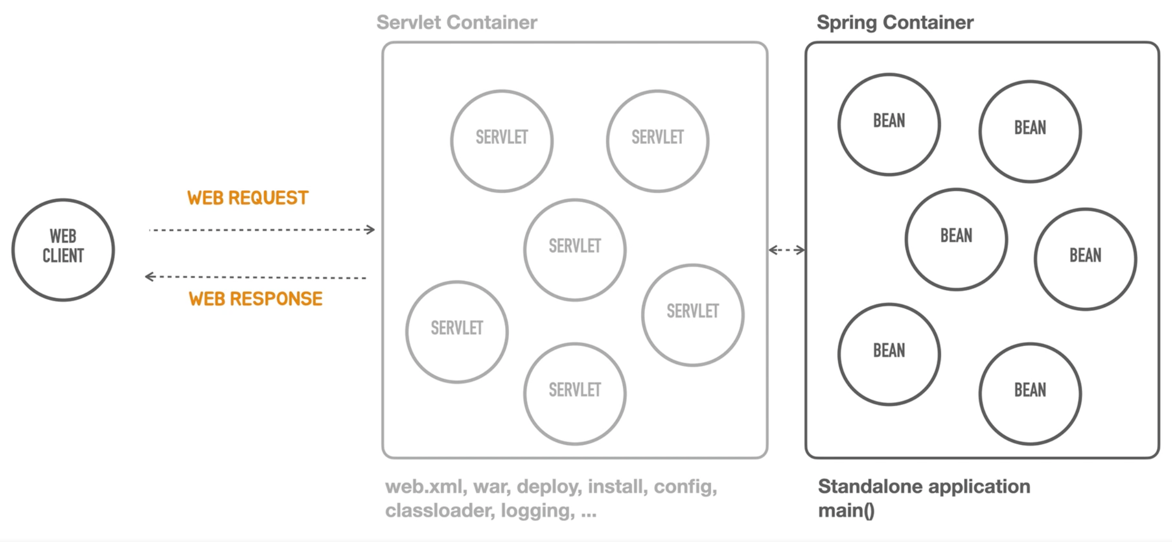 Servlet Container
Spring Container
SERVLET
SERVLET
BEAN
BEAN
WEB REQUEST
WEB
CLIENT
SERVLET
BEAN
BEAN
WEB RESPONSE
SERVLET
SERVLET
BEAN
SERVLET
BEAN
web.xml, war, deploy, install, config,
classloader, logging, ...
Standalone application
main()